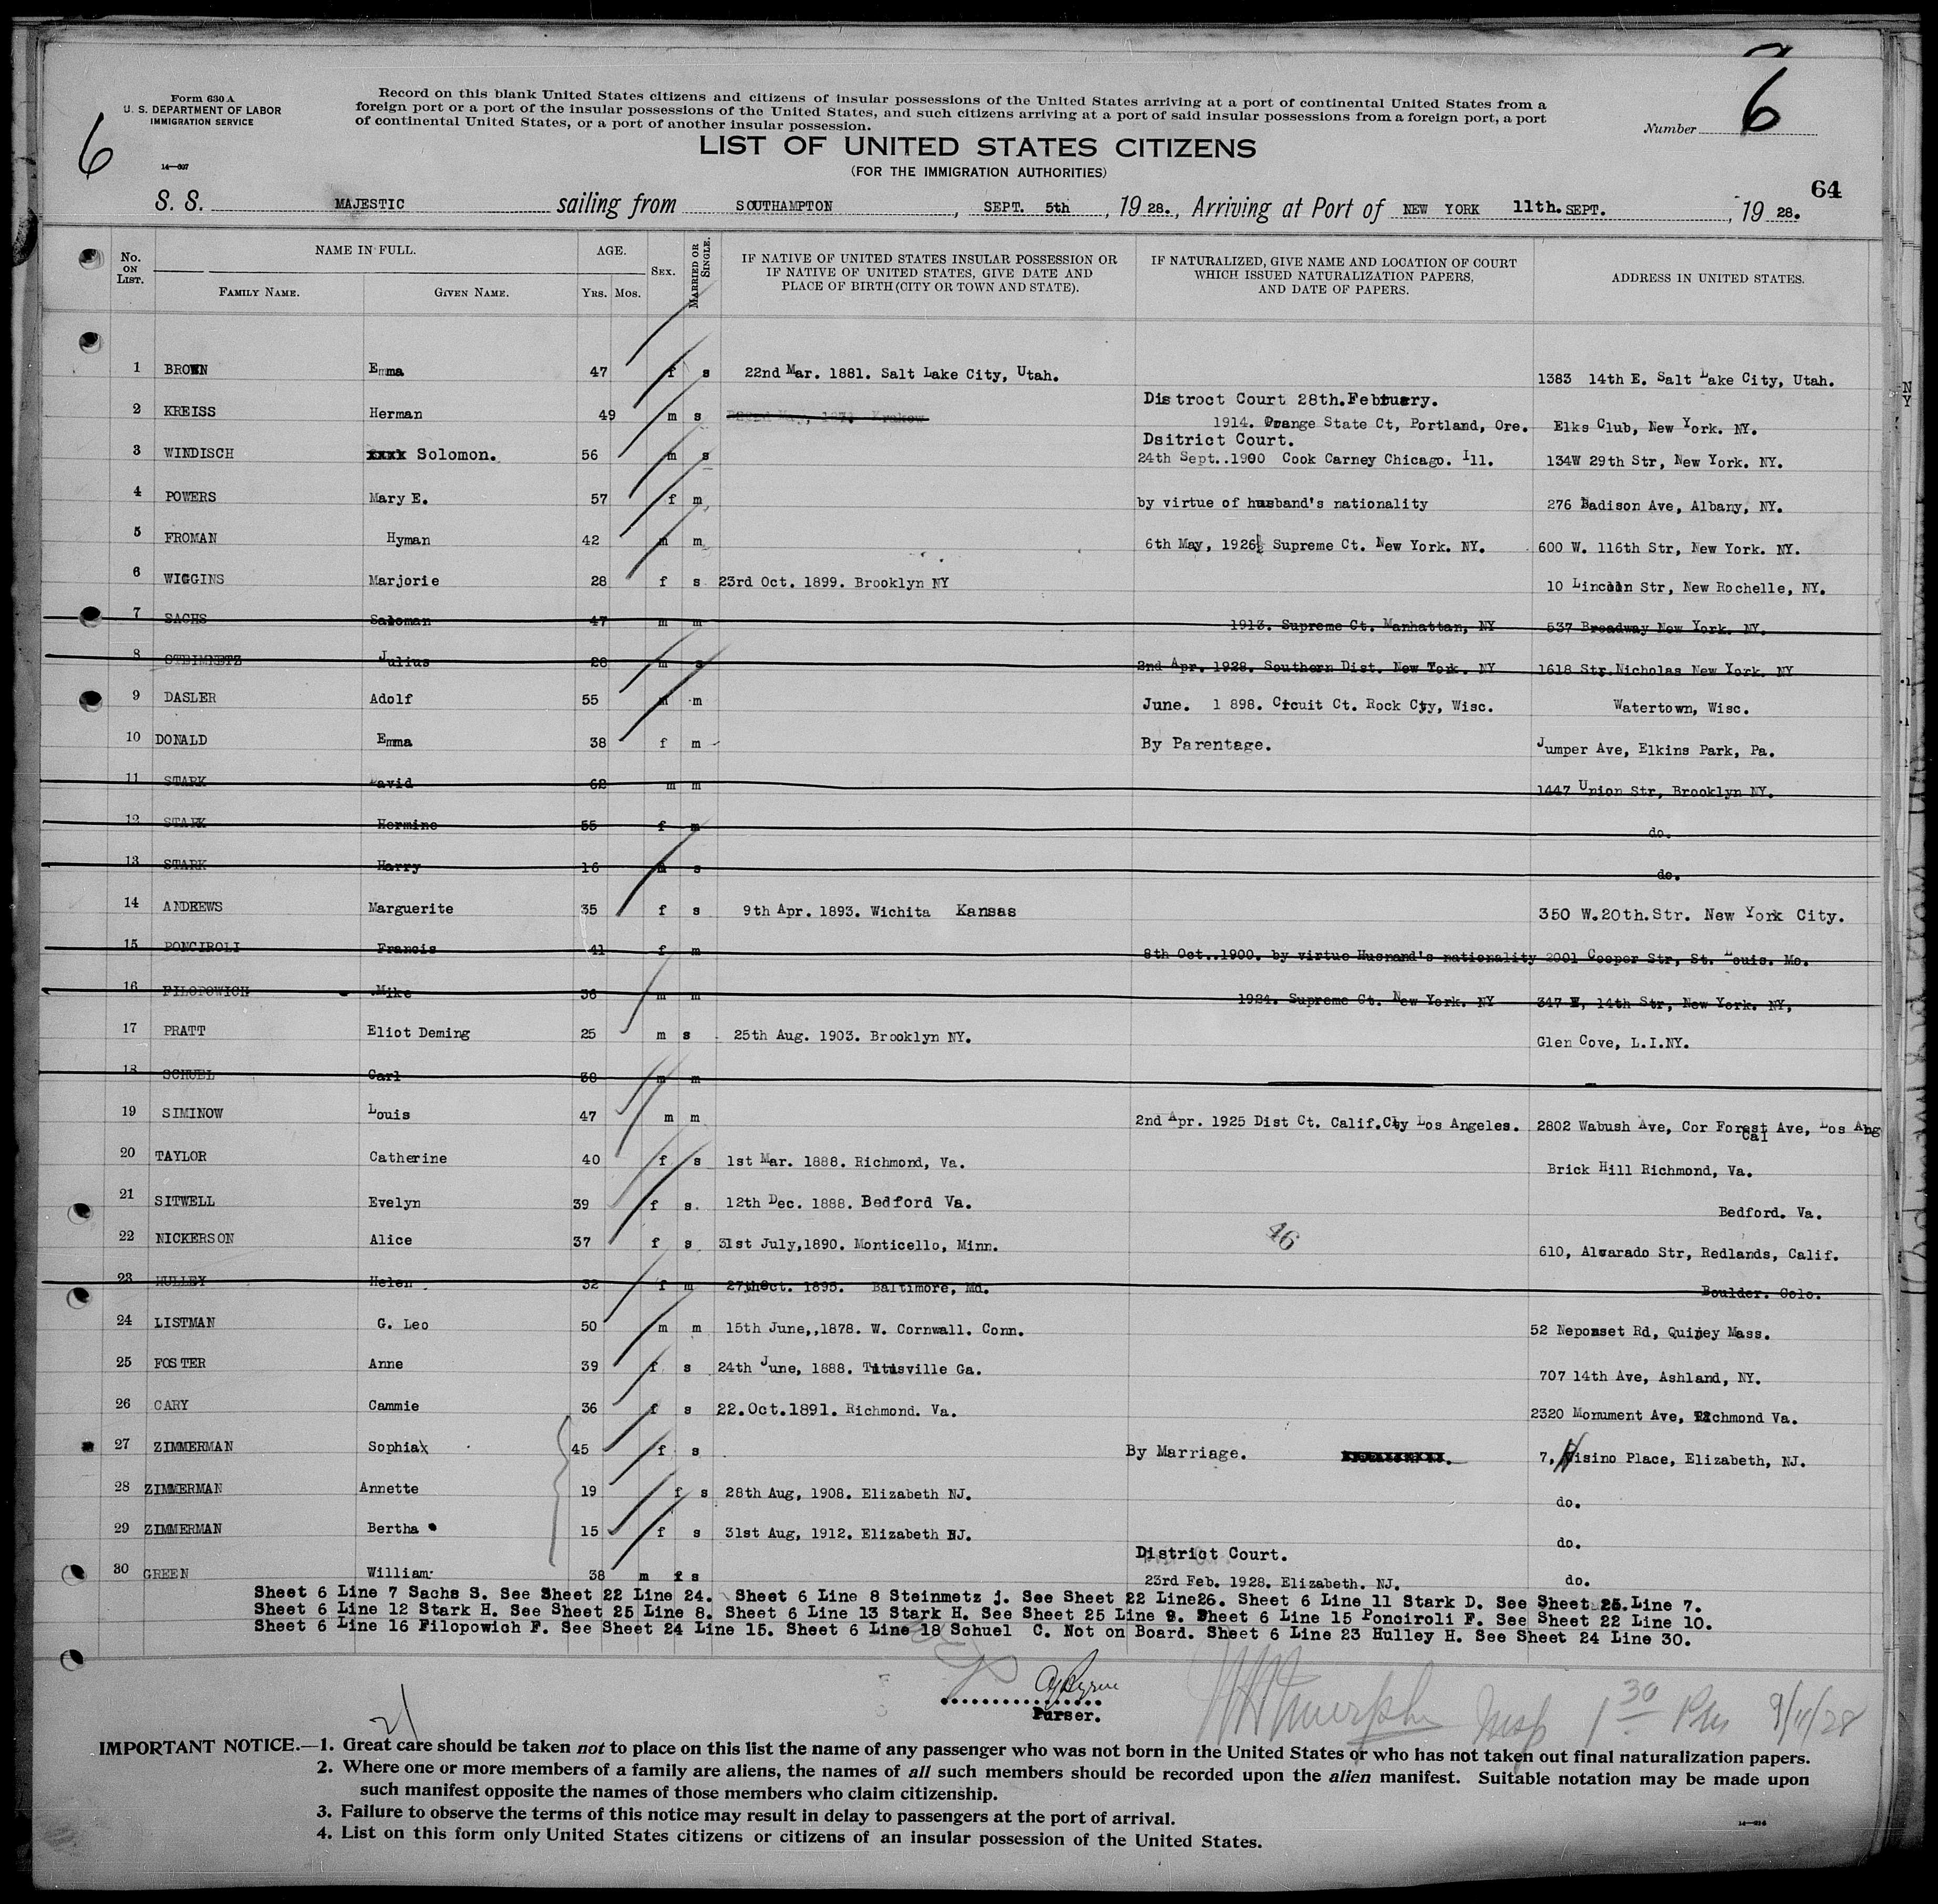 Form 630 A
U. S. DEPARTMENT OF LABOR
IMMIGRATION SERVICE
14—607
6
Record on this blank United States citizens and citizens of insular possessions of the United States arriving at a port of continental United States from a
foreign port or a port of the insular possessions of the United States, and such citizens arriving at a port of said insular possessions from a foreign port, a port
of continental United States, or a port of another insular possession.
Number 6
LIST OF UNITED STATES CITIZENS
(FOR THE IMMIGRATION AUTHORITIES)
64
S. S. MAJESTIC sailing from SOUTHAMPTON, SEPT. 5th, 19 28., Arriving at Port of NEW YORK 11th. SEPT., 19 28.
No. ON LIST. NAME IN FULL. FAMILY NAME. GIVEN NAME. AGE. YRS. MOS. SEX. MARRIED OR SINGLE. IF NATIVE OF UNITED STATES INSULAR POSSESSION OR IF NATIVE OF UNITED STATES, GIVE DATE AND PLACE OF BIRTH (CITY OR TOWN AND STATE). IF NATURALIZED, GIVE NAME AND LOCATION OF COURT WHICH ISSUED NATURALIZATION PAPERS, AND DATE OF PAPERS. ADDRESS IN UNITED STATES.
1 BROWN Emma 47 f s 22nd Mar. 1881. Salt Lake City, Utah. 1383 14th E. Salt Lake City, Utah.
Distroct Court 28th. February.
2 KREISS Herman 49 m s 1914. Orange State Ct, Portland, Ore. Elks Club, New York. NY.
Dsitrict Court.
3 WINDISCH xxxx Solomon. 56 m s 24th Sept..1900 Cook Carney Chicago. Ill. 134W 29th Str, New York. NY.
4 POWERS Mary E. 57 f m by virtue of husband's nationality 276 Madison Ave, Albany, NY.
5 FROMAN Hyman 42 m m 6th May, 1926. Supreme Ct. New York. NY. 600 W. 116th Str, New York. NY.
6 WIGGINS Marjorie 28 f s 23rd Oct. 1899. Brooklyn NY 10 Lincoln Str, New Rochelle, NY.
7 SACHS Saloman 47 m m 1913. Supreme Ct. Manhattan, NY 537 Broadway New York. NY.
8 STEINMETZ Julius 28 m s 2nd Apr. 1928. Southern Dist. New York. NY 1618 Str. Nicholas New York. NY
9 DASLER Adolf 55 m m June. 1 898. Circuit Ct. Rock Cty, Wisc. Watertown, Wisc.
10 DONALD Emma 38 f m By Parentage. Jumper Ave, Elkins Park, Pa.
11 STARK David 62 m m 1447 Union Str, Brooklyn NY.
12 STARK Hermine 55 f m do.
13 STARK Harry 16 m s do.
14 ANDREWS Marguerite 35 f s 9th Apr. 1893. Wichita Kansas 350 W.20th.Str. New York City.
15 PONCIROLI Francis 41 f m 8th Oct..1900. by virtue Husband's nationality 2001 Cooper Str, St. Louis. Mo.
16 FILOPOWICH Mike 36 m m 1924. Supreme Ct. New York. NY 347 E, 14th Str, New York. NY,
17 PRATT Eliot Deming 25 m s 25th Aug. 1903. Brooklyn NY. Glen Cove, L.I.NY.
18 SCHUEL Carl 38 m m
19 SIMINOW Louis 47 m m 2nd Apr. 1925 Dist Ct. Calif.Cty Los Angeles. 2802 Wabush Ave, Cor Forest Ave, Los Ang
Cal
20 TAYLOR Catherine 40 f s 1st Mar. 1888. Richmond, Va. Brick Hill Richmond, Va.
21 SITWELL Evelyn 39 f s. 12th Dec. 1888. Bedford Va. Bedford. Va.
22 NICKERSON Alice 37 f s 31st July,1890. Monticello, Minn. 46 610, Alvarado Str, Redlands, Calif.
23 HULLEY Helen 32 f m 27thOct. 1895. Baltimore, Md. Boulder. Colo.
24 LISTMAN G. Leo 50 m m 15th June,,1878. W. Cornwall. Conn. 52 Neponset Rd, Quincy Mass.
25 FOSTER Anne 39 f s 24th June, 1888. Titusville Ga. 707 14th Ave, Ashland, NY.
26 CARY Cammie 36 f s 22.Oct.1891. Richmond. Va. 2320 Monument Ave, Richmond Va.
27 ZIMMERMAN Sophia 45 f s By Marriage. 7, Pisino Place, Elizabeth, NJ.
28 ZIMMERMAN Annette 19 f s 28th Aug, 1908. Elizabeth NJ. do.
29 ZIMMERMAN Bertha 15 f s 31st Aug, 1912. Elizabeth NJ. do.
District Court.
30 GREEN William 38 m s 23rd Feb. 1928. Elizabeth. NJ. do.
Sheet 6 Line 7 Sachs S. See Sheet 22 Line 24. Sheet 6 Line 8 Steinmetz j. See Sheet 22 Line26. Sheet 6 Line 11 Stark D. See Sheet 25. Line 7.
Sheet 6 Line 12 Stark H. See Sheet 25 Line 8. Sheet 6 Line 13 Stark H. See Sheet 25 Line 9. Sheet 6 Line 15 Ponciroli F. See Sheet 22 Line 10.
Sheet 6 Line 16 Filopowich F. See Sheet 24 Line 15. Sheet 6 Line 18 Schuel C. Not on Board. Sheet 6 Line 23 Hulley H. See Sheet 24 Line 30.
Purser.
Insp 1 30 Pm 9/11/28
21
IMPORTANT NOTICE.—1. Great care should be taken not to place on this list the name of any passenger who was not born in the United States or who has not taken out final naturalization papers.
2. Where one or more members of a family are aliens, the names of all such members should be recorded upon the alien manifest. Suitable notation may be made upon
such manifest opposite the names of those members who claim citizenship.
3. Failure to observe the terms of this notice may result in delay to passengers at the port of arrival.
4. List on this form only United States citizens or citizens of an insular possession of the United States.